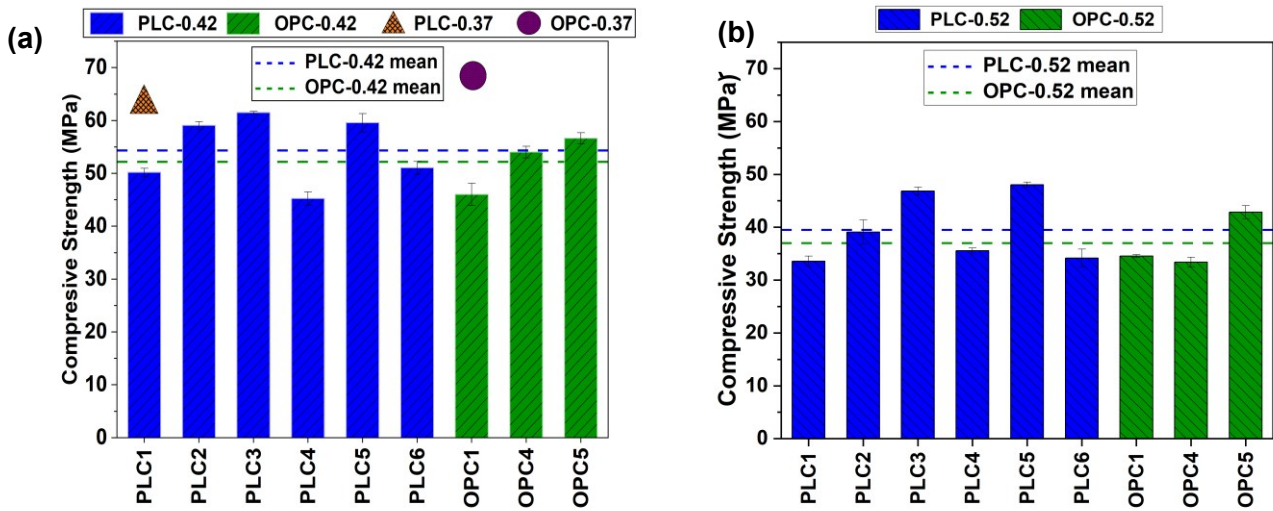 (a)
PLC-0.42 OPC-0.42 PLC-0.37 OPC-0.37
PLC-0.42 mean
OPC-0.42 mean
Compresive Strength (MPa)
70
60
50
40
30
20
10
0
PLC1 PLC2 PLC3 PLC4 PLC5 PLC6 OPC1 OPC4 OPC5
(b)
PLC-0.52 OPC-0.52
PLC-0.52 mean
OPC-0.52 mean
Compressive Strength (MPa)
70
60
50
40
30
20
10
0
PLC1 PLC2 PLC3 PLC4 PLC5 PLC6 OPC1 OPC4 OPC5